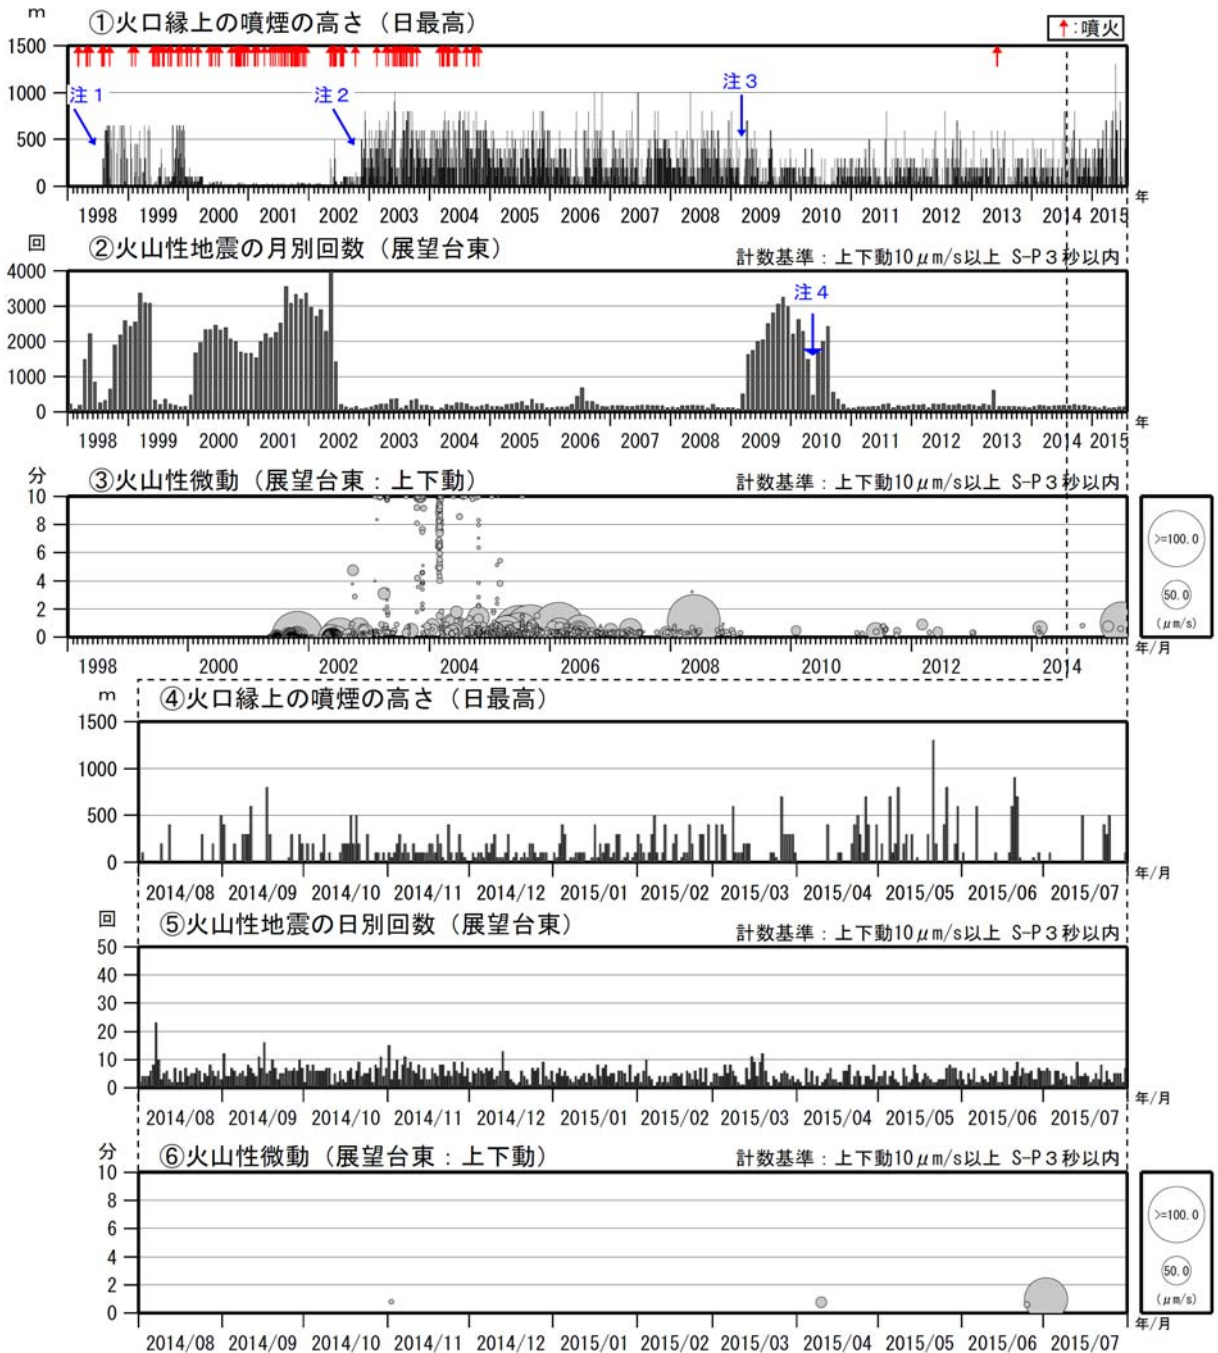 m
①火口縁上の噴煙の高さ（日最高）
↑:噴火
1500
1000
500
0
注1
注2
注3
1998 1999 2000 2001 2002 2003 2004 2005 2006 2007 2008 2009 2010 2011 2012 2013 2014 2015 年
回
②火山性地震の月別回数（展望台東）
計数基準：上下動10μm/s以上 S-P3秒以内
4000
3000
2000
1000
0
注4
1998 1999 2000 2001 2002 2003 2004 2005 2006 2007 2008 2009 2010 2011 2012 2013 2014 2015 年
分
③火山性微動（展望台東：上下動）
計数基準：上下動10μm/s以上 S-P3秒以内
10
8
6
4
2
0
>=100.0
50.0
(μm/s)
1998 2000 2002 2004 2006 2008 2010 2012 2014 年/月
m
④火口縁上の噴煙の高さ（日最高）
1500
1000
500
0
2014/08 2014/09 2014/10 2014/11 2014/12 2015/01 2015/02 2015/03 2015/04 2015/05 2015/06 2015/07 年/月
回
⑤火山性地震の日別回数（展望台東）
計数基準：上下動10μm/s以上 S-P3秒以内
50
40
30
20
10
0
2014/08 2014/09 2014/10 2014/11 2014/12 2015/01 2015/02 2015/03 2015/04 2015/05 2015/06 2015/07 年/月
分
⑥火山性微動（展望台東：上下動）
計数基準：上下動10μm/s以上 S-P3秒以内
10
8
6
4
2
0
>=100.0
50.0
(μm/s)
2014/08 2014/09 2014/10 2014/11 2014/12 2015/01 2015/02 2015/03 2015/04 2015/05 2015/06 2015/07 年/月